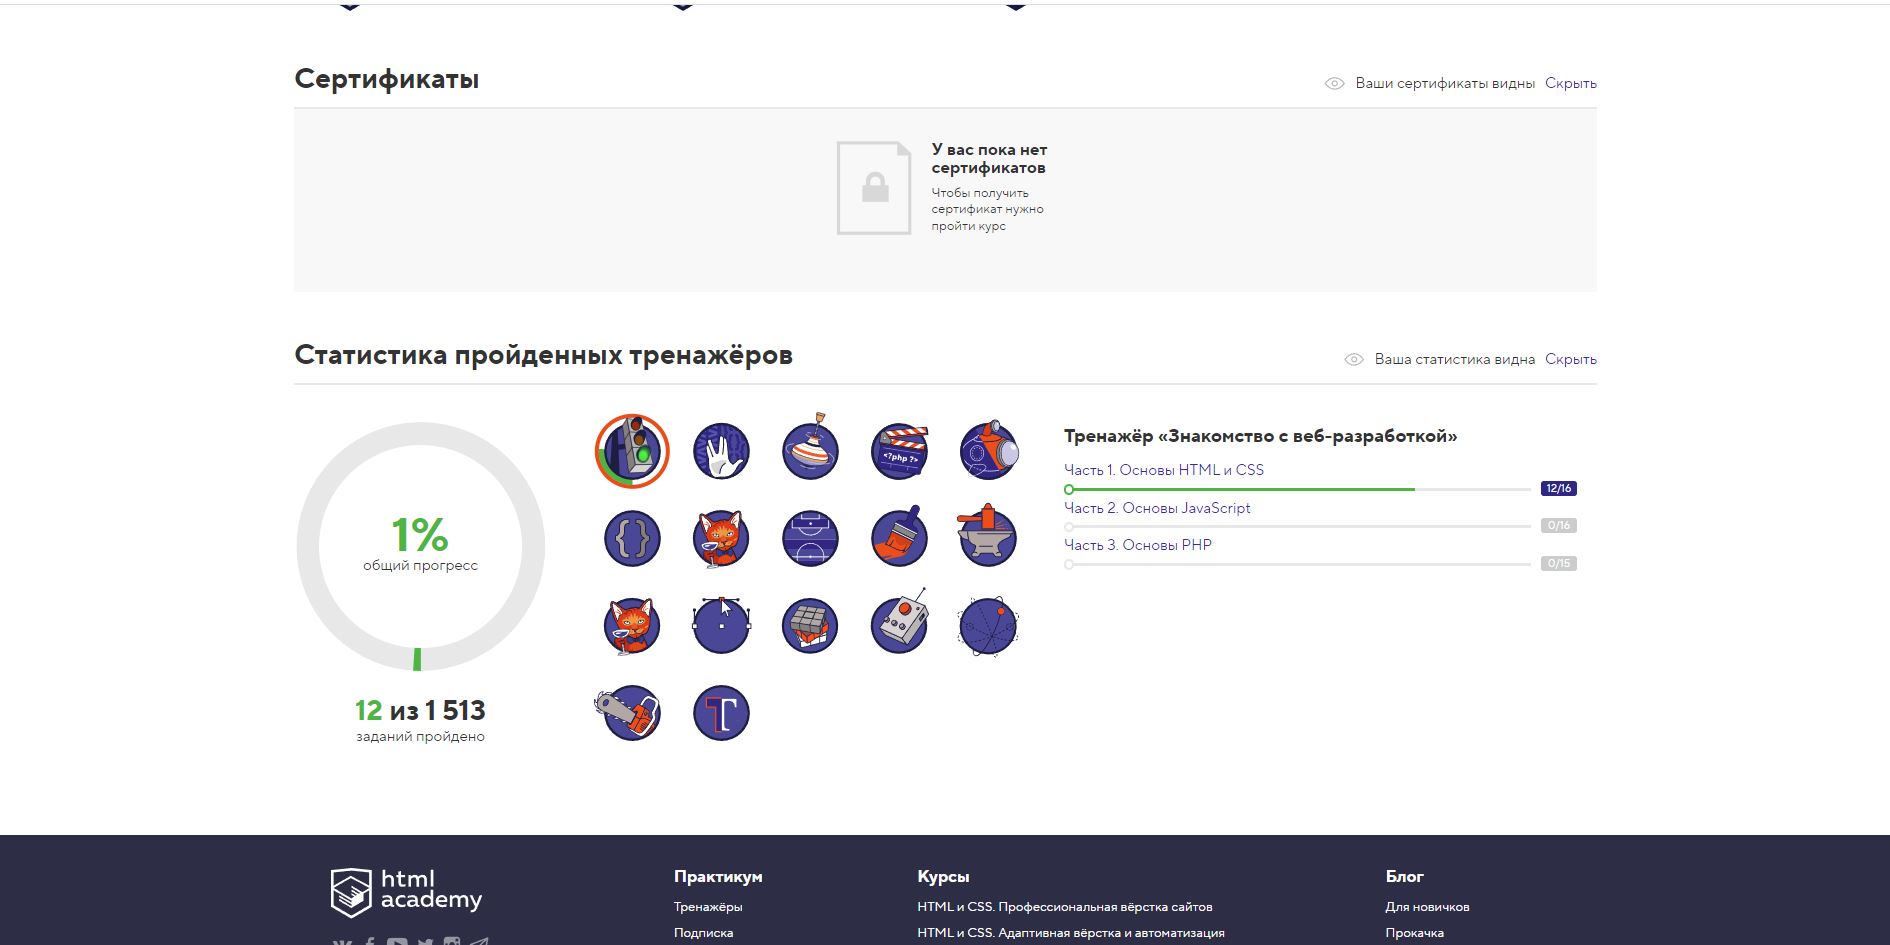 Сертификаты
Ваши сертификаты видны Скрыть
У вас пока нет
сертификатов
Чтобы получить
сертификат нужно
пройти курс
Статистика пройденных тренажёров
Ваша статистика видна Скрыть
1%
общий прогресс
12 из 1 513
заданий пройдено
<?php ?>
{}
T
Тренажёр «Знакомство с веб-разработкой»
Часть 1. Основы HTML и CSS
12/16
Часть 2. Основы JavaScript
0/16
Часть 3. Основы PHP
0/15
html
academy
Практикум
Тренажёры
Подписка
Курсы
HTML и CSS. Профессиональная вёрстка сайтов
HTML и CSS. Адаптивная вёрстка и автоматизация
Блог
Для новичков
Прокачка